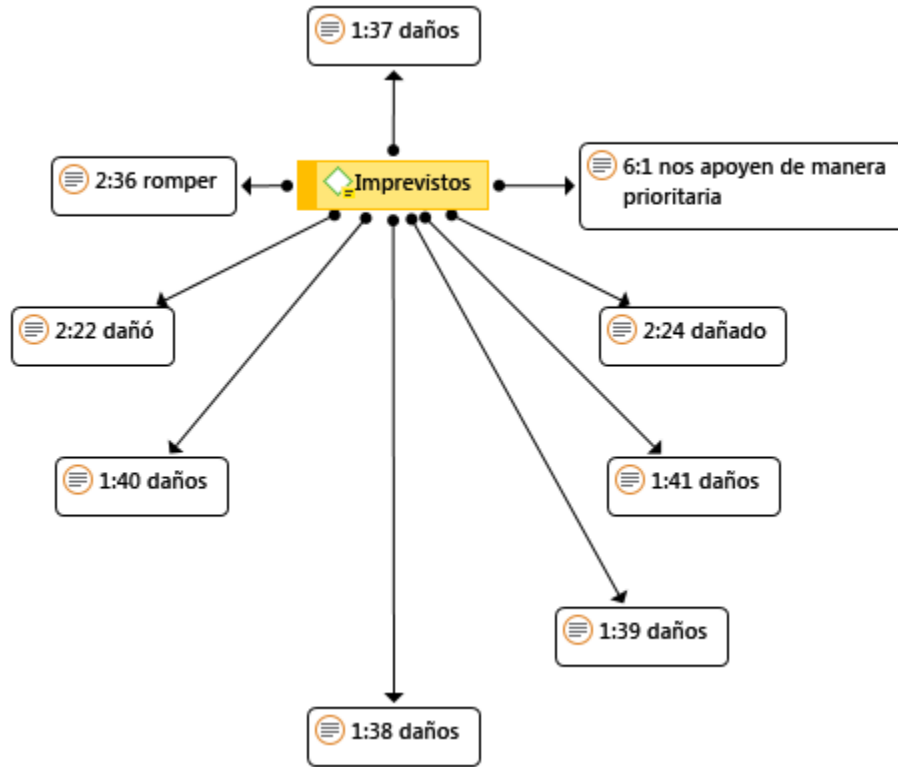 1:37 daños
2:36 romper
Imprevistos
6:1 nos apoyen de manera
prioritaria
2:22 dañó
2:24 dañado
1:40 daños
1:41 daños
1:39 daños
1:38 daños